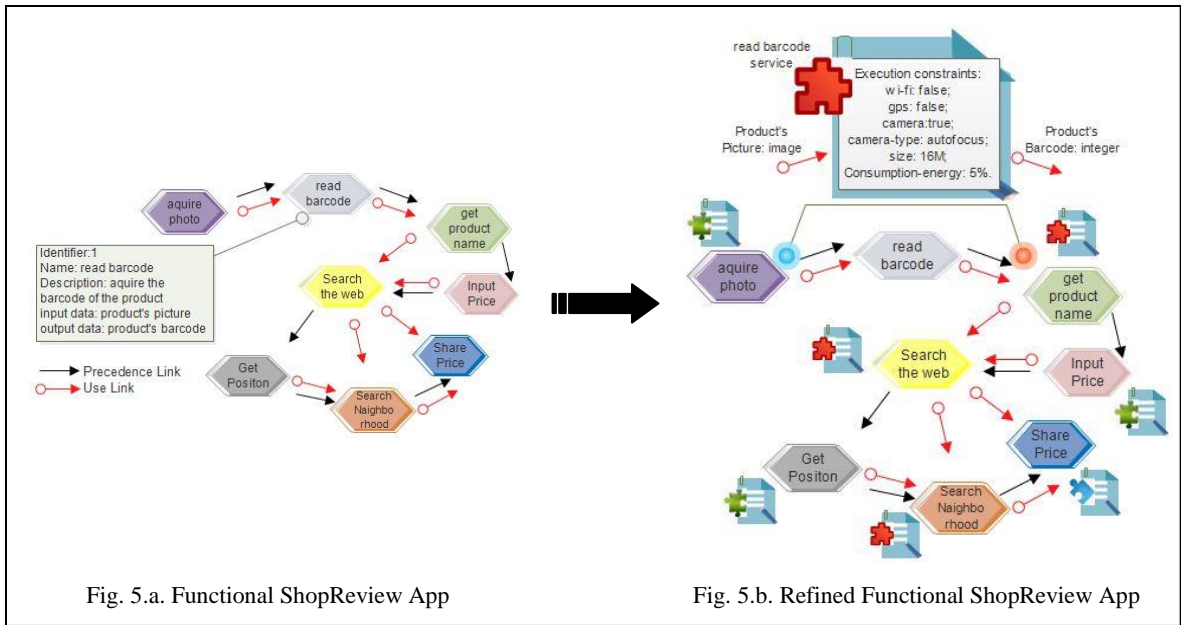 aquire
photo
read
barcode
get
product
name
Identifier:1
Name: read barcode
Description: aquire the
barcode of the product
input data: product's picture
output data: product's barcode
Search
the web
Input
Price
Share
Price
Get
Positon
Search
Naighbo
rhood
Precedence Link
Use Link
Fig. 5.a. Functional ShopReview App
read barcode
service
Execution constraints:
wi-fi: false;
gps: false;
camera:true;
camera-type: autofocus;
size: 16M;
Consumption-energy: 5%.
Product's
Picture: image
Product's
Barcode: integer
aquire
photo
read
barcode
get
product
name
Search
the web
Input
Price
Share
Price
Get
Positon
Search
Naighbo
rhood
Fig. 5.b. Refined Functional ShopReview App